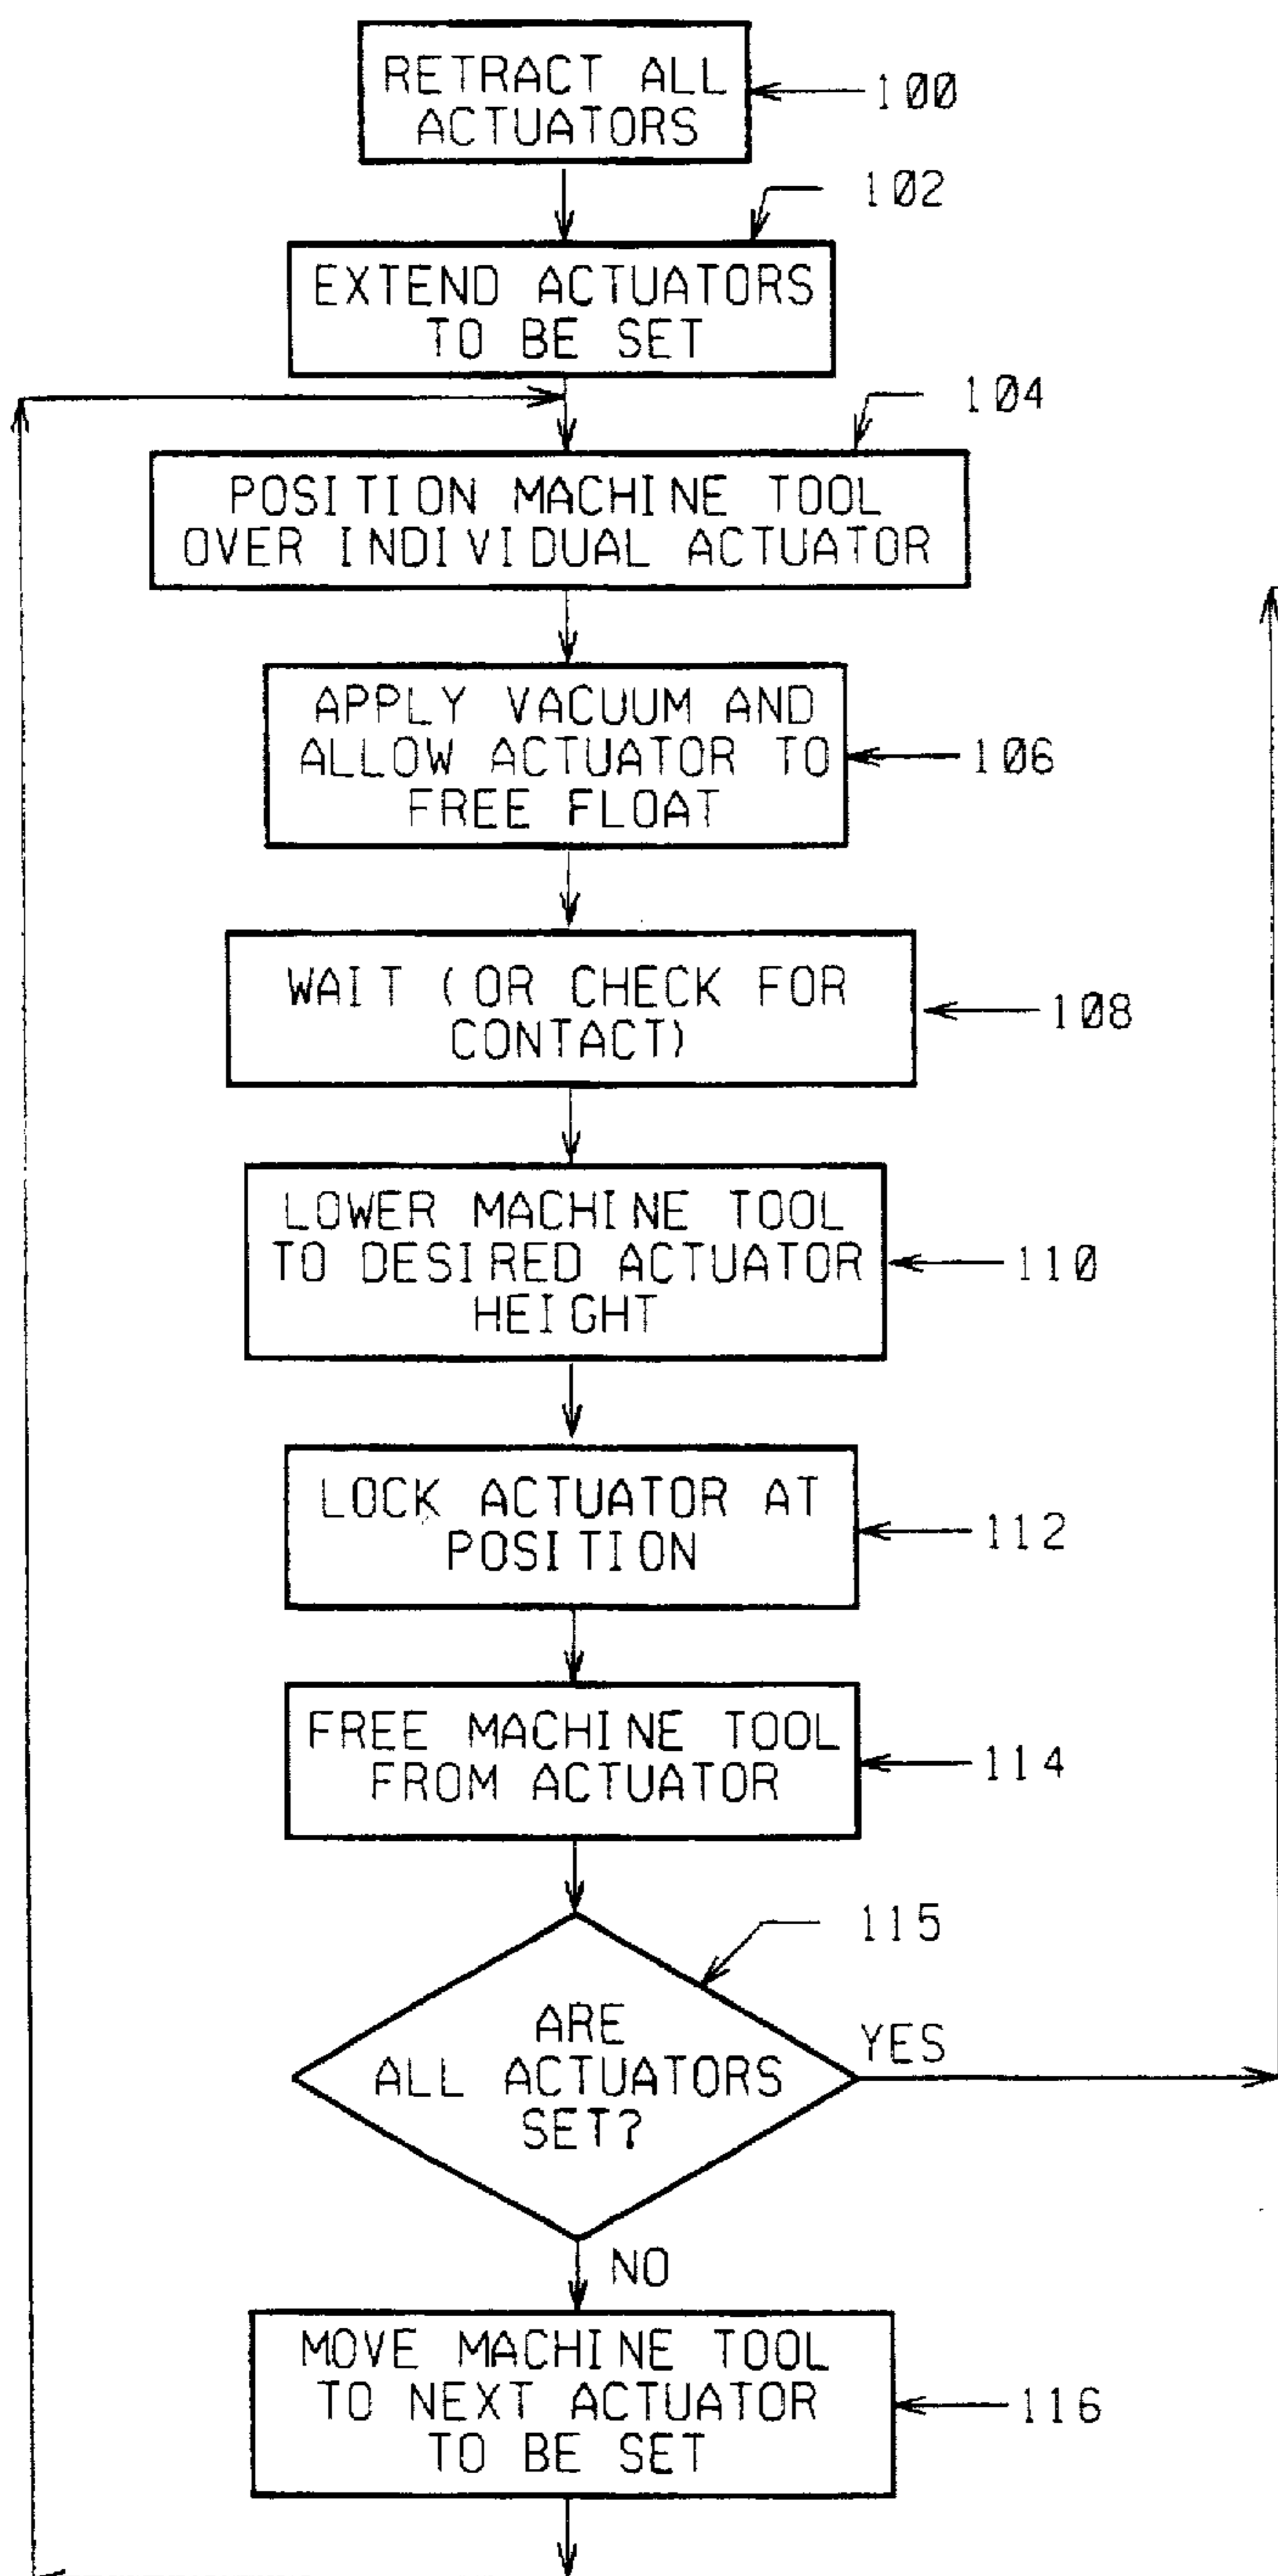 RETRACT ALL
ACTUATORS
100
102
EXTEND ACTUATORS
TO BE SET
104
POSITION MACHINE TOOL
OVER INDIVIDUAL ACTUATOR
APPLY VACUUM AND
ALLOW ACTUATOR TO
FREE FLOAT
106
WAIT (OR CHECK FOR
CONTACT)
108
LOWER MACHINE TOOL
TO DESIRED ACTUATOR
HEIGHT
110
LOCK ACTUATOR AT
POSITION
112
FREE MACHINE TOOL
FROM ACTUATOR
114
115
ARE
ALL ACTUATORS
SET?
YES
NO
MOVE MACHINE TOOL
TO NEXT ACTUATOR
TO BE SET
116